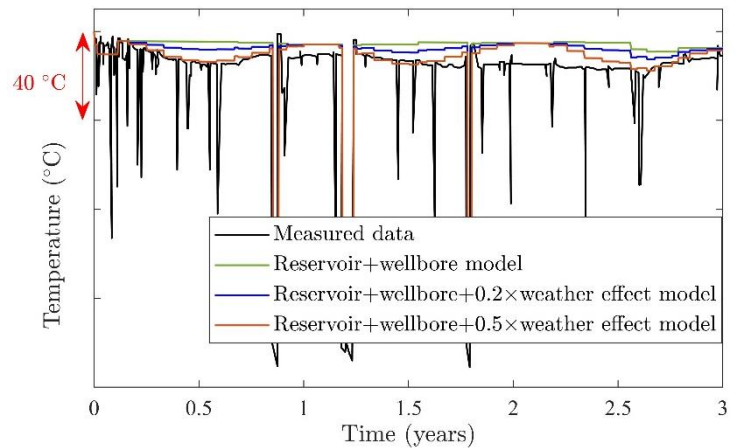 40 °C
Temperature (°C)
Measured data
Reservoir+wellbore model
Reservoir+wellbore+0.2×weather effect model
Reservoir+wellbore+0.5×weather effect model
0 0.5 1 1.5 2 2.5 3
Time (years)